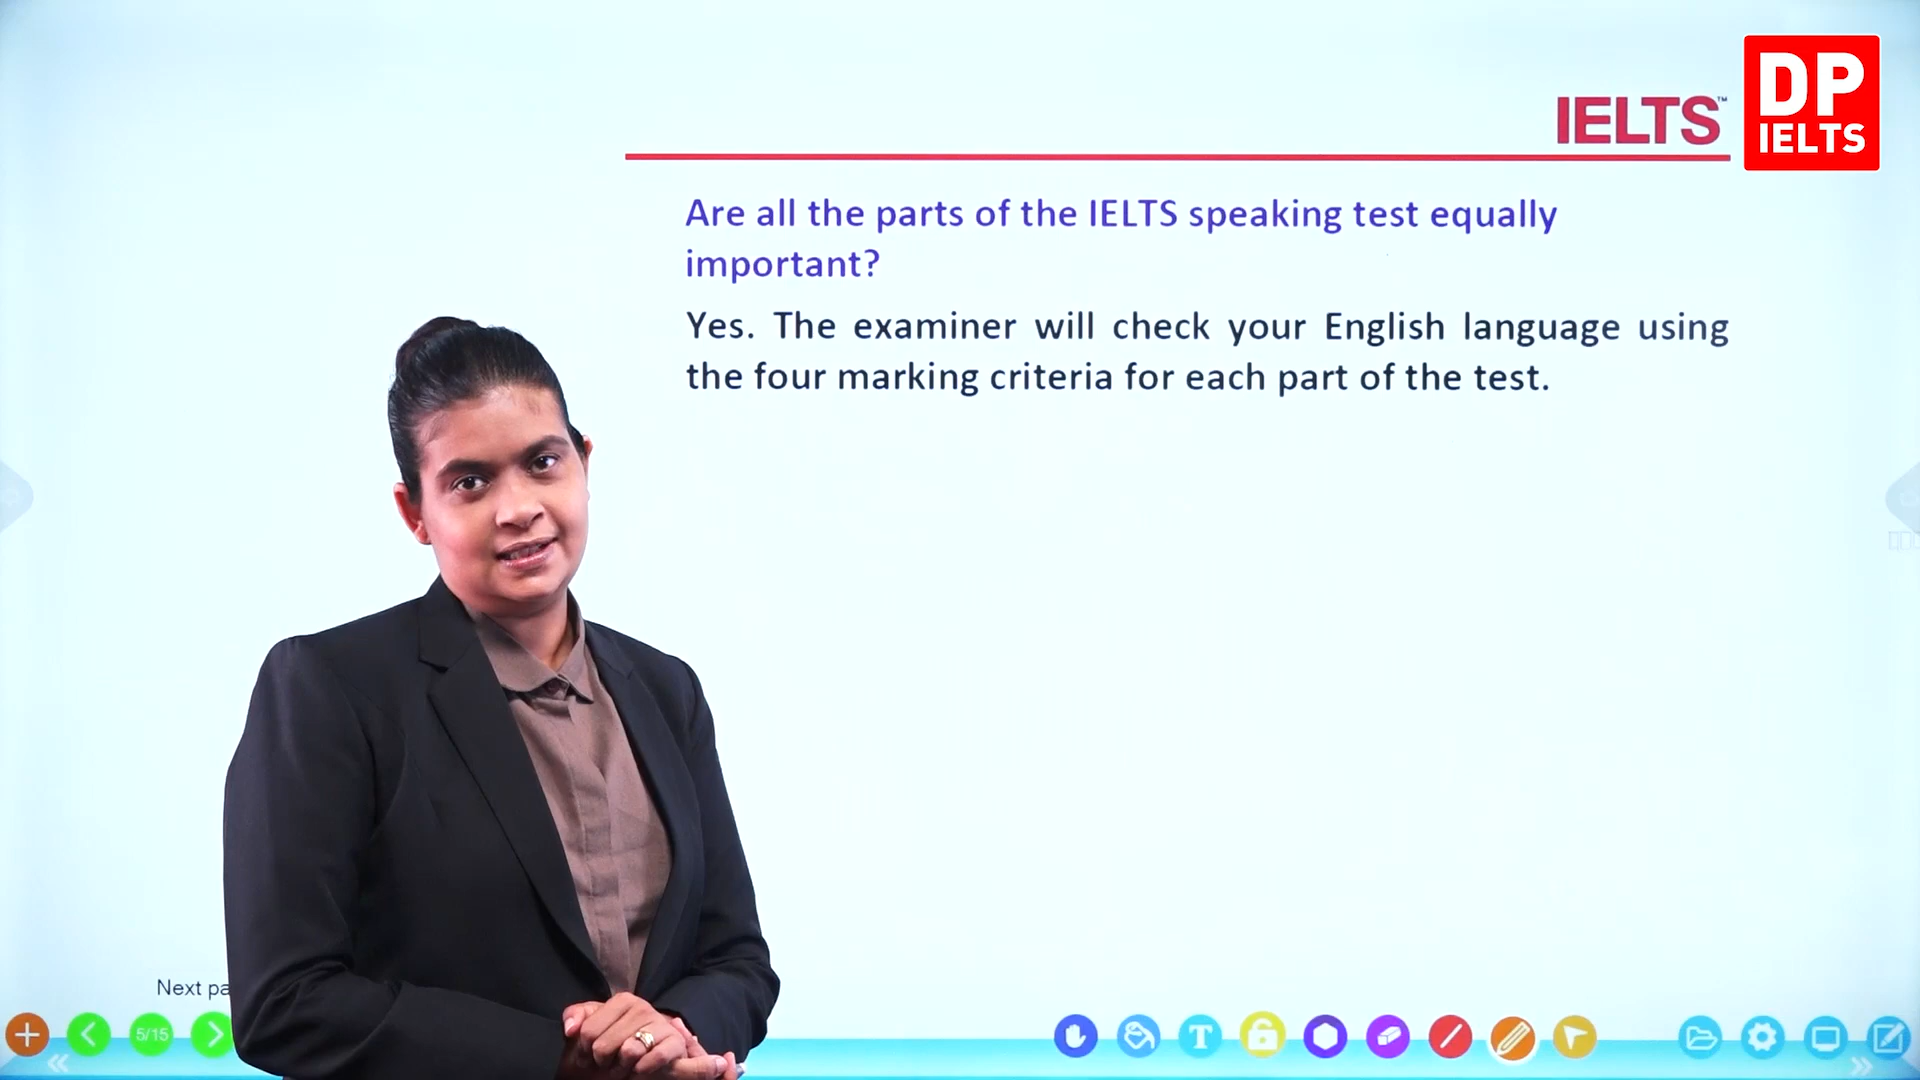 DP
IELTS
IELTS™
Are all the parts of the IELTS speaking test equally
important?
Yes. The examiner will check your English language using
the four marking criteria for each part of the test.
Next pa
5/15
T